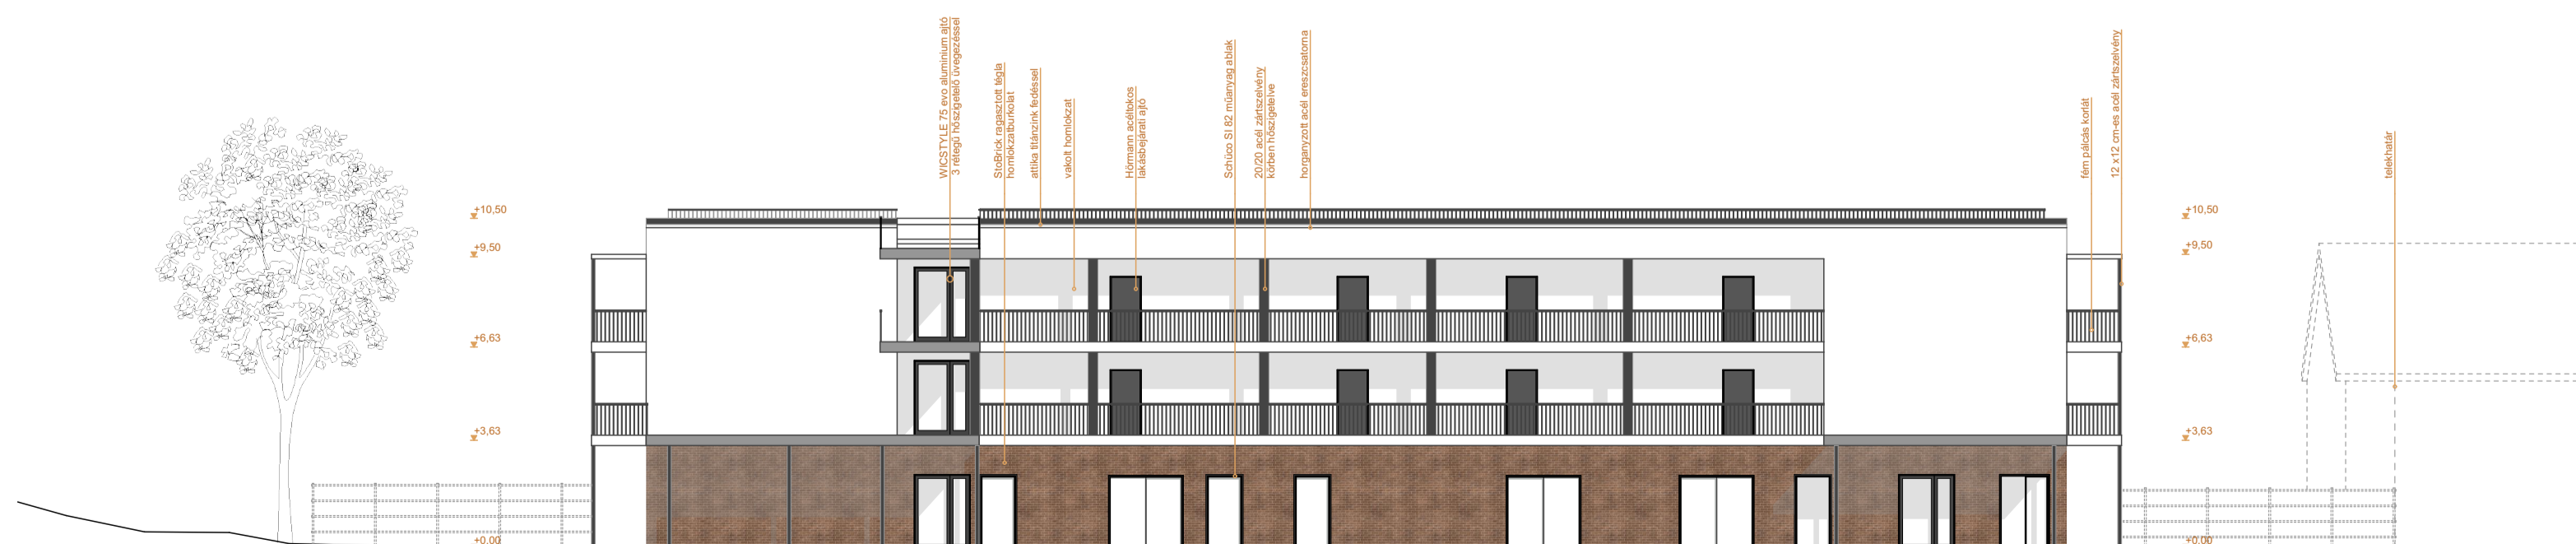 WICSTYLE 75 evo aluminium ajtó
3 rétegű hőszigetelő üvegezéssel
StoBrick ragasztott tégla
homlokzatburkolat
attika titánzink fedéssel
vakolt homlokzat
Hörmann acéltokos
lakásbejárati ajtó
Schüco SI 82 műanyag ablak
20/20 acél zártszelvény
körben hőszigetelve
horganyzott acél ereszcsatorna
fém pálcás korlát
12 x12 cm-es acél zártszelvény
telekhatár
+10,50
+10,50
+9,50
+9,50
+6,63
+6,63
+3,63
+3,63
+0,00
+0,00